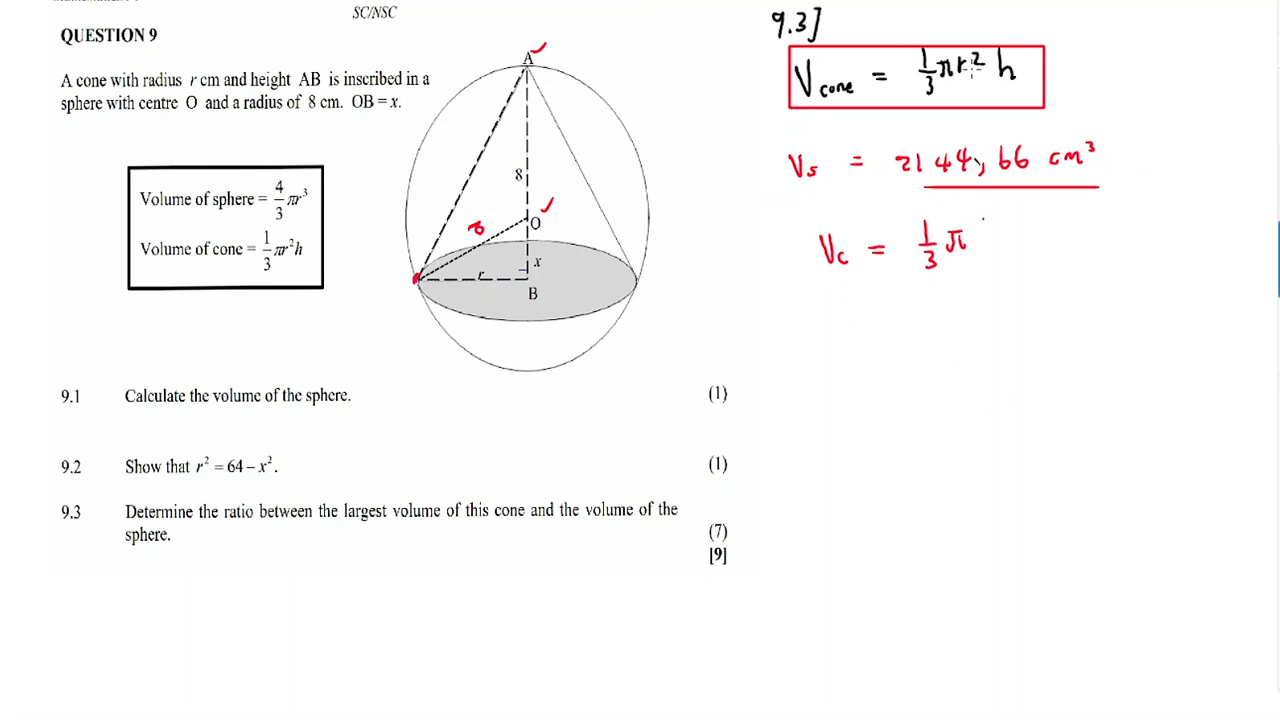 SC/NSC
QUESTION 9
A cone with radius r cm and height AB is inscribed in a
sphere with centre O and a radius of 8 cm. OB = x.
Volume of sphere = 4/3 πr³
Volume of cone = 1/3 πr²h
A
8
O
8
x
r
B
9.1 Calculate the volume of the sphere. (1)
9.2 Show that r² = 64 – x². (1)
9.3 Determine the ratio between the largest volume of this cone and the volume of the
sphere. (7)
[9]
9.3]
V cone = 1/3 πr² h
Vs = 2144,66 cm³
Vc = 1/3 π